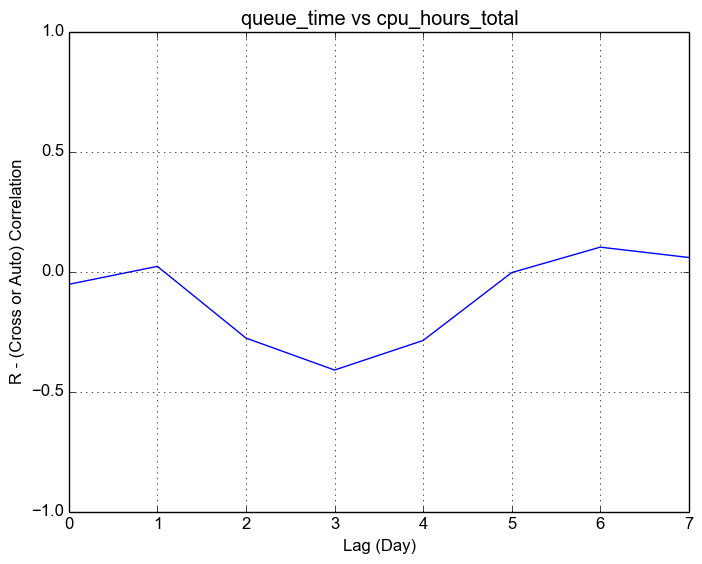 queue_time vs cpu_hours_total
1.0
0.5
0.0
−0.5
−1.0
R - (Cross or Auto) Correlation
0 1 2 3 4 5 6 7
Lag (Day)